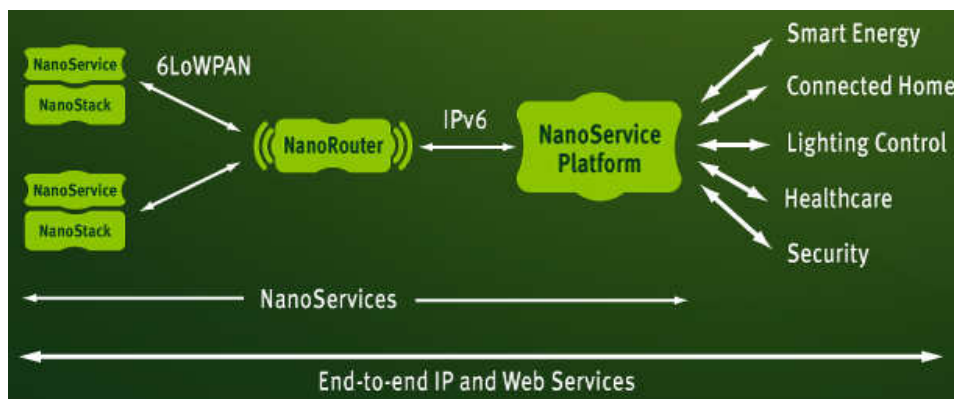 NanoService
NanoStack
NanoService
NanoStack
6LoWPAN
NanoRouter
IPv6
NanoService
Platform
Smart Energy
Connected Home
Lighting Control
Healthcare
Security
NanoServices
End-to-end IP and Web Services